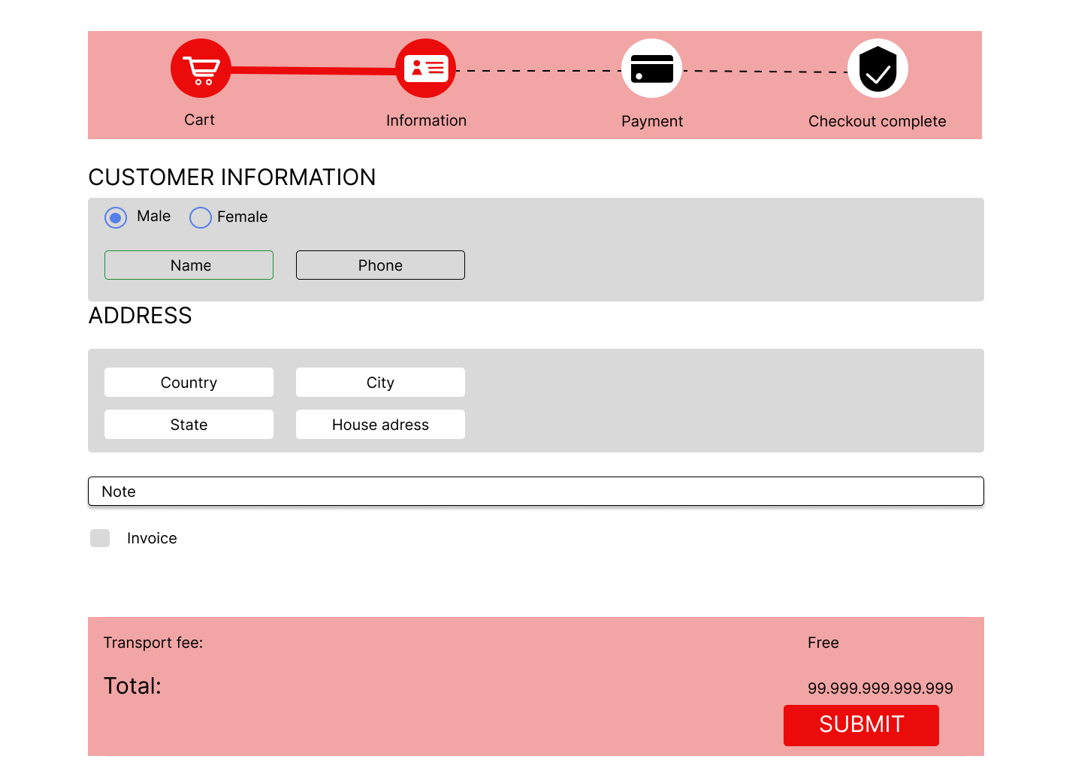 Cart Information Payment Checkout complete
CUSTOMER INFORMATION
Male Female
Name Phone
ADDRESS
Country City
State House adress
Note
Invoice
Transport fee: Free
Total: 99.999.999.999.999
SUBMIT